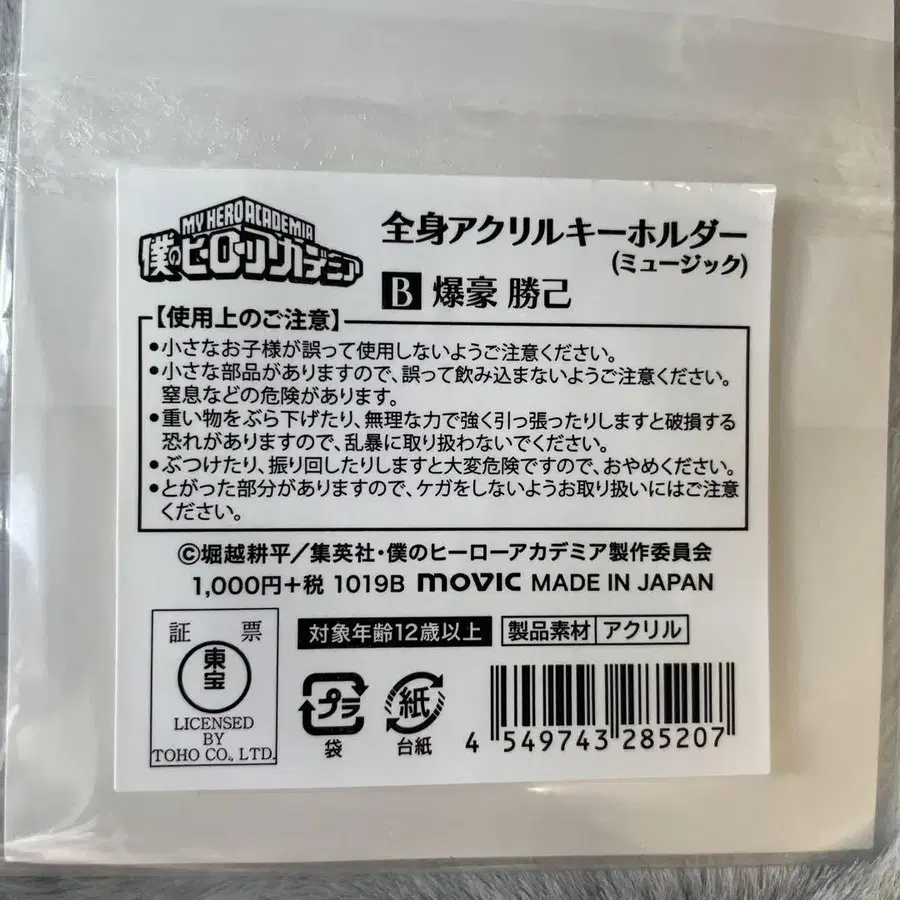 MY HERO ACADEMIA
僕のヒーローアカデミア
全身アクリルキーホルダー
(ミュージック)
B 爆豪 勝己
【使用上のご注意】
•小さなお子様が誤って使用しないようご注意ください。
•小さな部品がありますので、誤って飲み込まないようご注意ください。
窒息などの危険があります。
•重い物をぶら下げたり、無理な力で強く引っ張ったりしますと破損する
恐れがありますので、乱暴に取り扱わないでください。
•ぶつけたり、振り回したりしますと大変危険ですので、おやめください。
•とがった部分がありますので、ケガをしないようお取り扱いにはご注意
ください。
©堀越耕平/集英社・僕のヒーローアカデミア製作委員会
1,000円+税 1019B movic MADE IN JAPAN
証 票
東宝
LICENSED
BY
TOHO CO., LTD.
対象年齢12歳以上
製品素材 アクリル
プラ
袋
紙
台紙
4 549743 285207